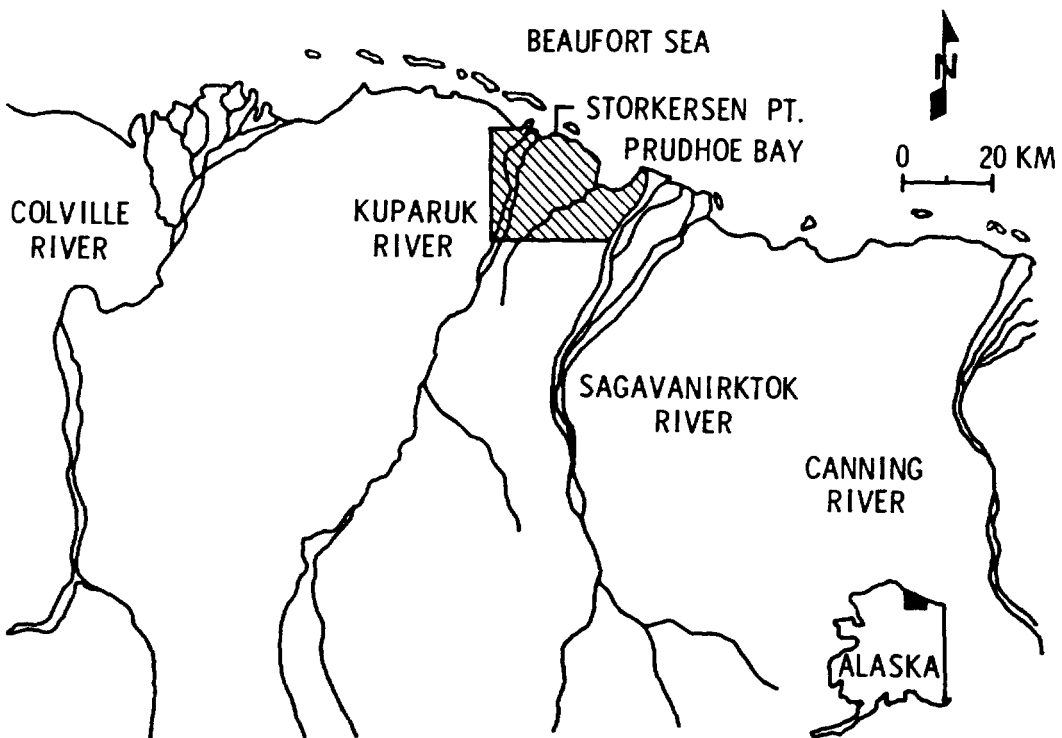 BEAUFORT SEA
N
STORKERSEN PT.
PRUDHOE BAY
0 20 KM
COLVILLE
RIVER
KUPARUK
RIVER
SAGAVANIRKTOK
RIVER
CANNING
RIVER
ALASKA